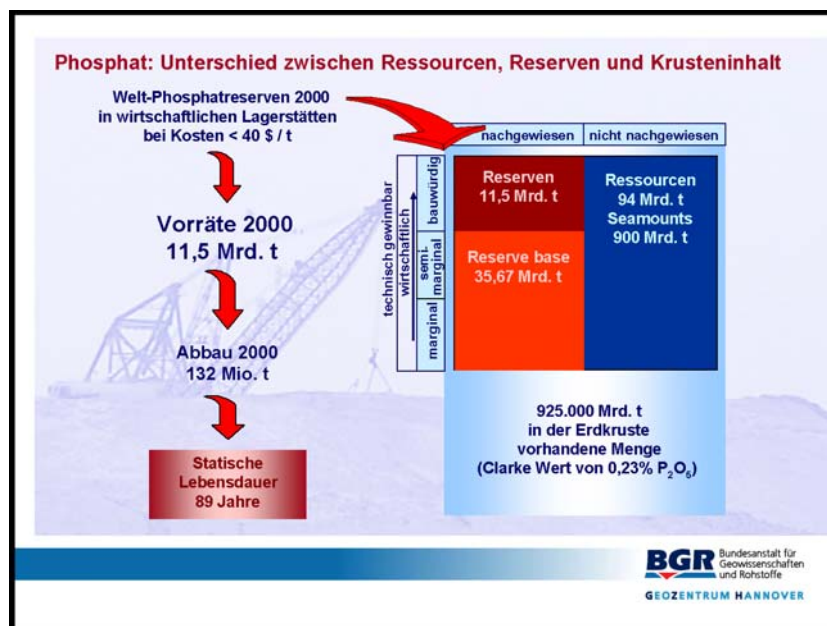 Phosphat: Unterschied zwischen Ressourcen, Reserven und Krusteninhalt
Welt-Phosphatreserven 2000
in wirtschaftlichen Lagerstätten
bei Kosten < 40 $ / t
Vorräte 2000
11,5 Mrd. t
Abbau 2000
132 Mio. t
Statische
Lebensdauer
89 Jahre
nachgewiesen
nicht nachgewiesen
technisch gewinnbar
wirtschaftlich
bauwürdig
semi.
marginal
marginal
Reserven
11,5 Mrd. t
Reserve base
35,67 Mrd. t
Ressourcen
94 Mrd. t
Seamounts
900 Mrd. t
925.000 Mrd. t
in der Erdkruste
vorhandene Menge
(Clarke Wert von 0,23% P₂O₅)
BGR
Bundesanstalt für
Geowissenschaften
und Rohstoffe
GEOZENTRUM HANNOVER